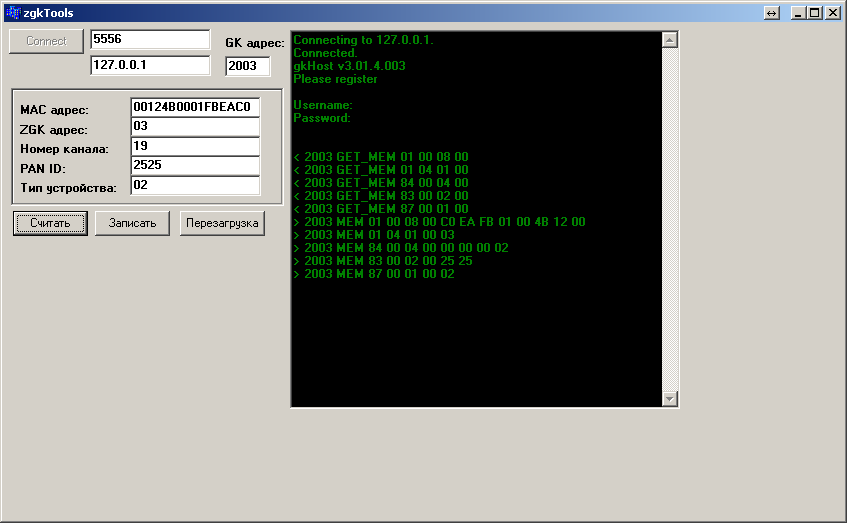 zgkTools
Connect
5556
GK адрес:
127.0.0.1
2003
MAC адрес:
00124B0001FBEAC0
ZGK адрес:
03
Номер канала:
19
PAN ID:
2525
Тип устройства:
02
Считать
Записать
Перезагрузка
Connecting to 127.0.0.1.
Connected.
gkHost v3.01.4.003
Please register
Username:
Password:
< 2003 GET_MEM 01 00 08 00
< 2003 GET_MEM 01 04 01 00
< 2003 GET_MEM 84 00 04 00
< 2003 GET_MEM 83 00 02 00
< 2003 GET_MEM 87 00 01 00
> 2003 MEM 01 00 08 00 C0 EA FB 01 00 4B 12 00
> 2003 MEM 01 04 01 00 03
> 2003 MEM 84 00 04 00 00 00 00 02
> 2003 MEM 83 00 02 00 25 25
> 2003 MEM 87 00 01 00 02